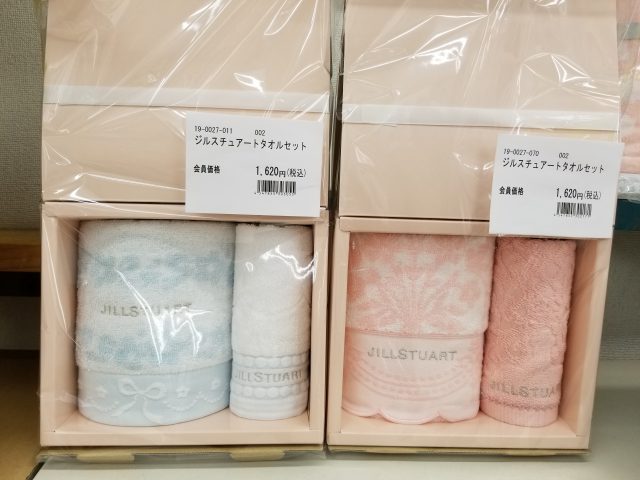 19-0027-011 002
ジルスチュアートタオルセット
会員価格 1,620円(税込)
JILLSTUART
JILLSTUART
19-0027-070 002
ジルスチュアートタオルセット
会員価格 1,620円(税込)
JILLSTUART
JILLSTUART